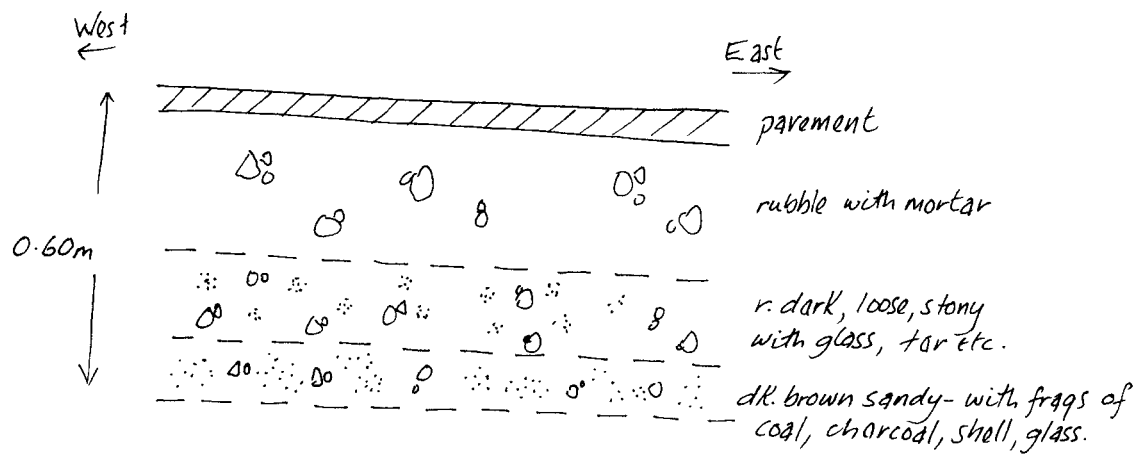 West
East
pavement
rubble with mortar
0.60m
r. dark, loose, stony
with glass, tar etc.
dk. brown sandy - with frags of
coal, charcoal, shell, glass.